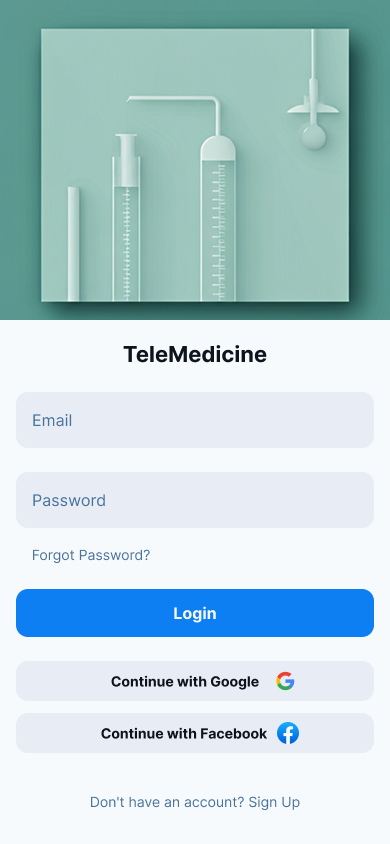 TeleMedicine
Email
Password
Forgot Password?
Login
Continue with Google
Continue with Facebook
Don't have an account? Sign Up